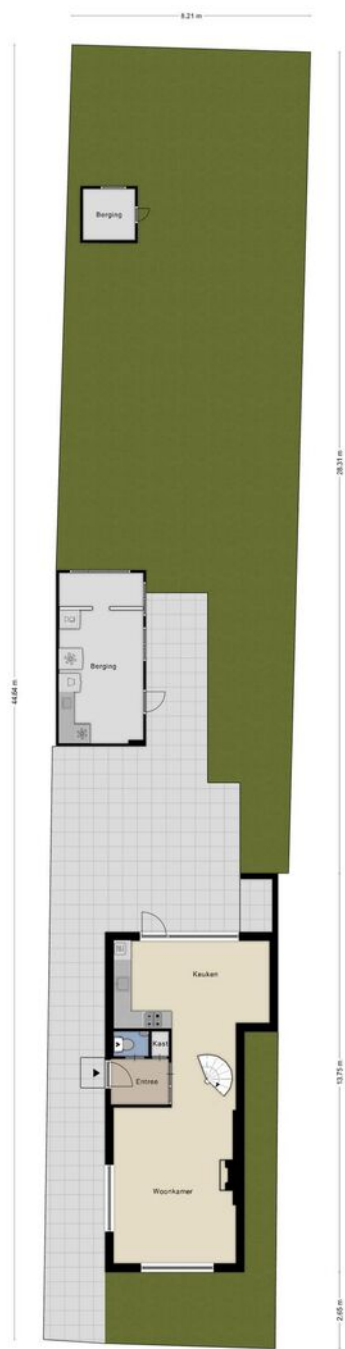 8.21 m
Berging
28.31 m
44.64 m
Berging
Keuken
Kast
Entree
13.75 m
Woonkamer
2.65 m